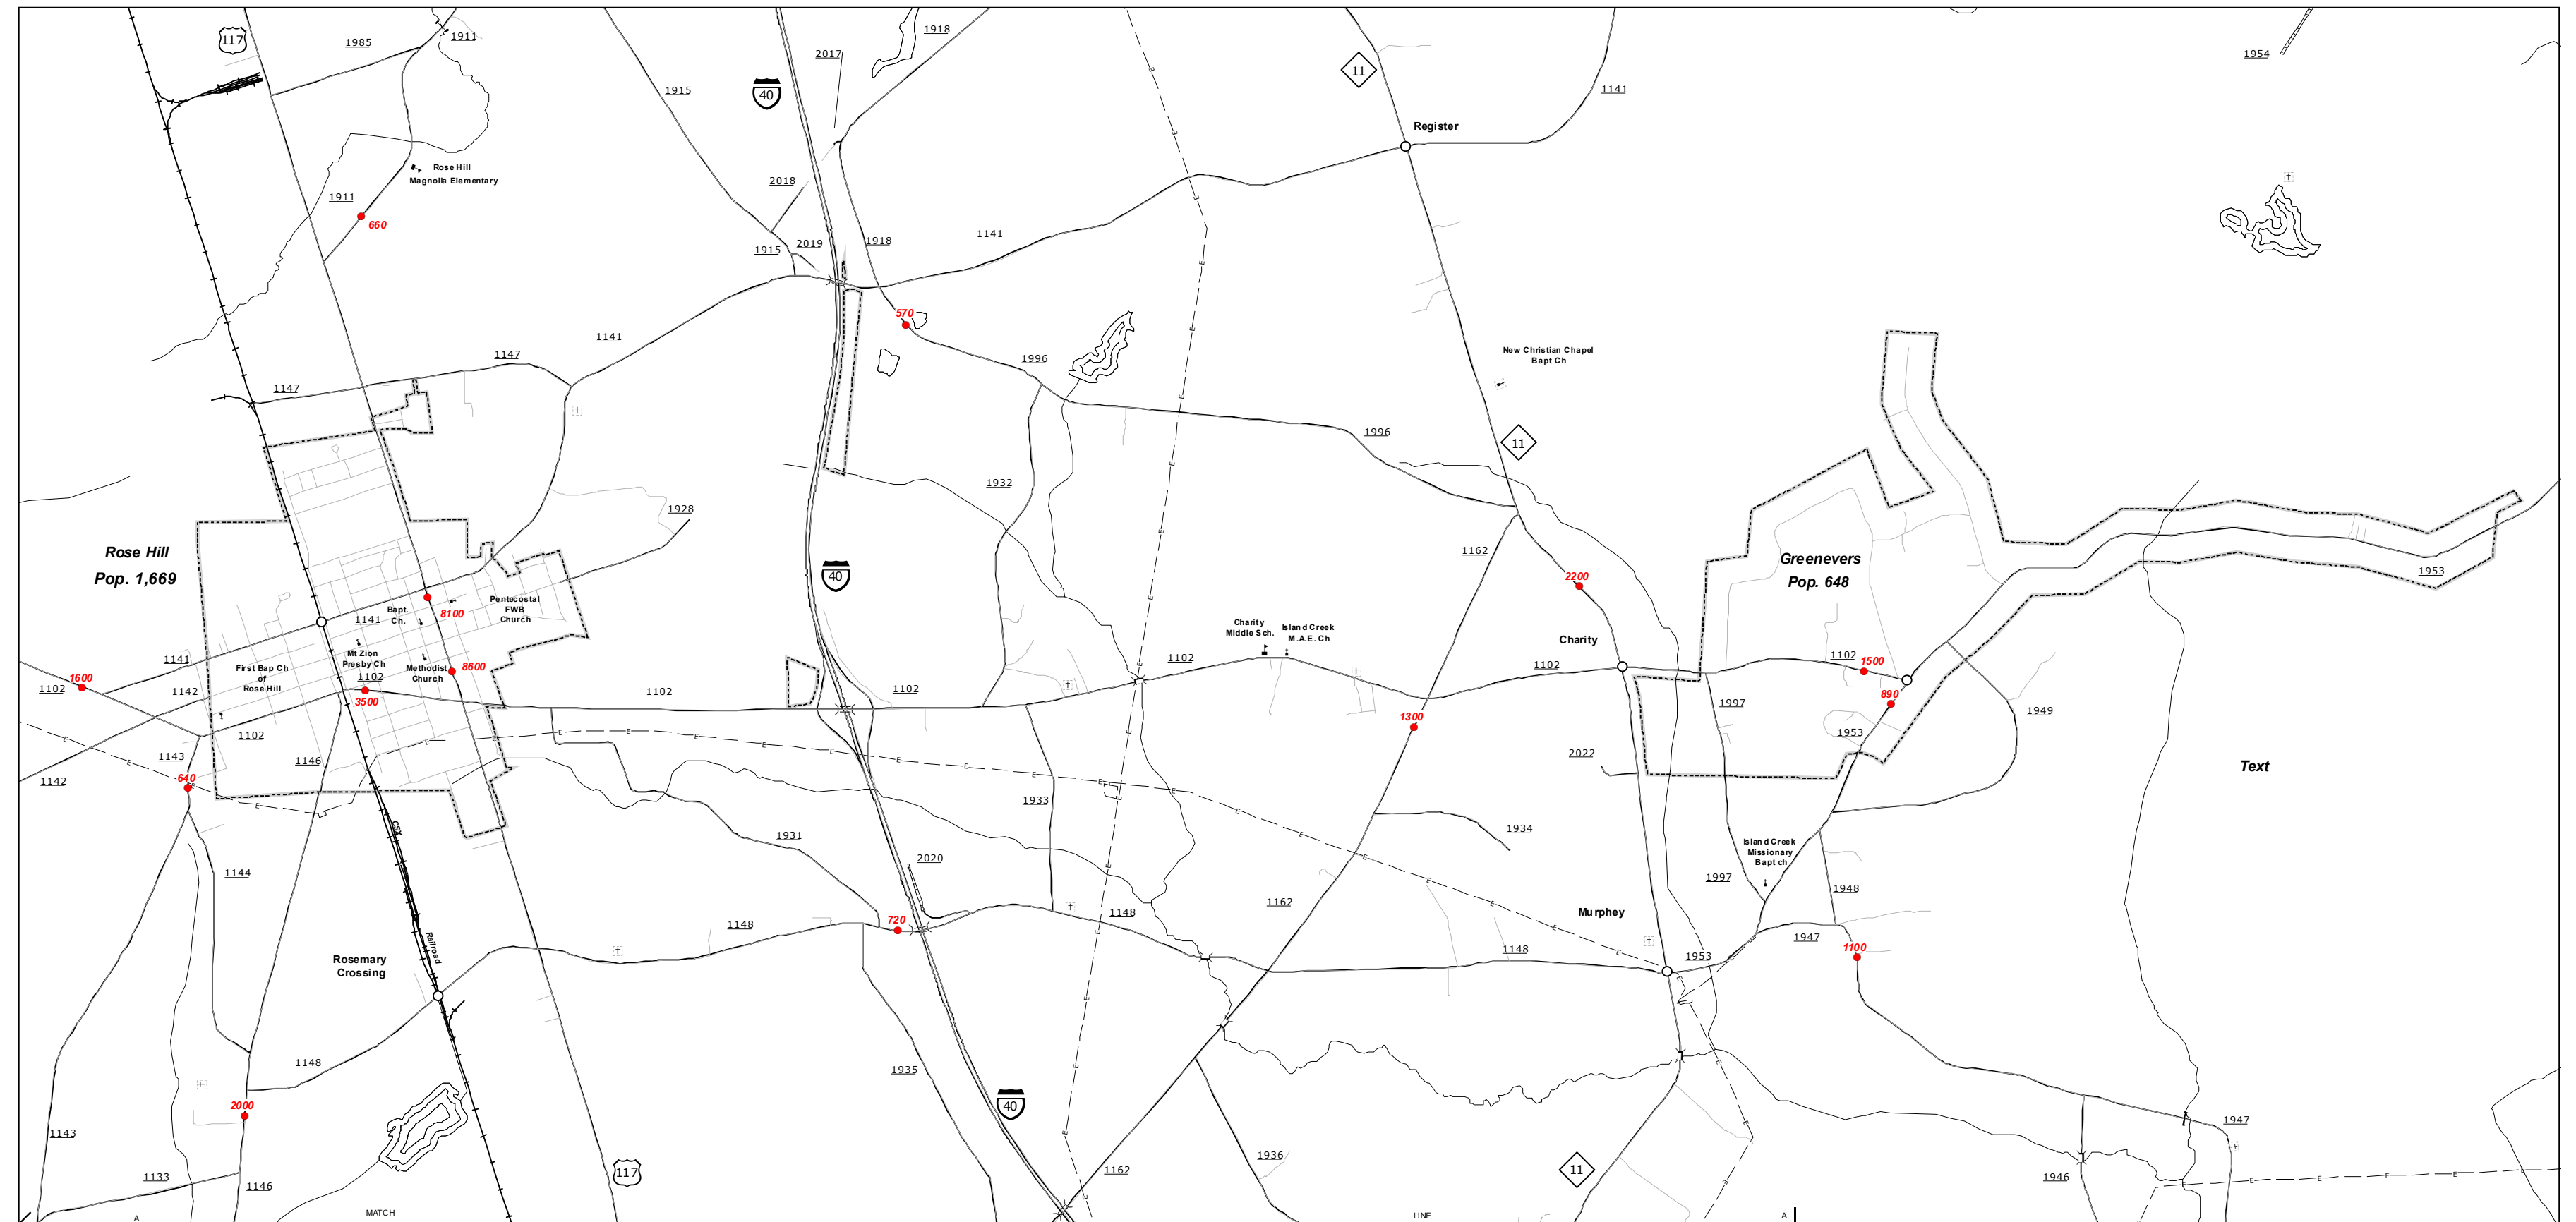 117
1985
1911
2017
1918
11
1954
40
1915
1141
Register
2018
Rose Hill
Magnolia Elementary
1911
660
1915
2019
1918
1141
570
1141
1147
1996
New Christian Chapel
Bapt Ch
1147
1996
11
1932
1928
Rose Hill
Pop. 1,669
1162
Greenevers
Pop. 648
1953
40
2200
Pentecostal
FWB
Church
Bapt.
Ch.
8100
1141
Charity
Middle Sch.
Island Creek
M.A.E. Ch
Charity
1141
Mt Zion
Presby Ch
First Bap Ch
of
Rose Hill
Methodist
Church
8600
1102
1102
1102
1102
1500
1600
1102
1142
3500
1102
1102
890
1997
1949
1300
1102
1143
1146
1953
2022
Text
640
1142
1933
CSX
1931
1934
2020
Island Creek
Missionary
Bapt ch
1144
1997
1948
1162
720
1148
1148
Murphey
1947
1100
Railroad
1148
1953
Rosemary
Crossing
1148
1935
40
2000
1143
1947
1936
1133
1146
117
1162
11
1946
A
MATCH
LINE
A